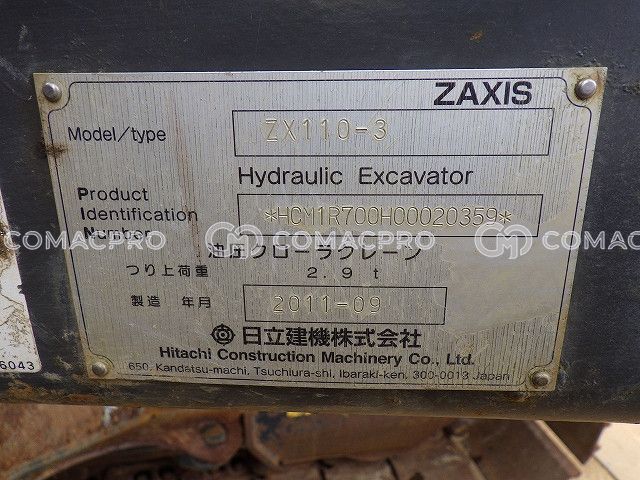 ZAXIS
Model/type ZX110-3
Hydraulic Excavator
Product
Identification *HCM1R700H00020359*
Number
油圧クローラクレーン
つり上荷重 2.9 t
製造 年月 2011-09
日立建機株式会社
Hitachi Construction Machinery Co., Ltd.
650, Kandatsu-machi, Tsuchiura-shi, Ibaraki-ken, 300-0013 Japan
6043
COMACPRO COMACPRO COMACPRO